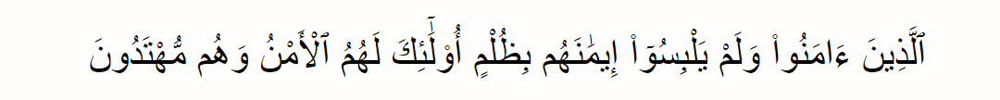 ٱلَّذِينَ ءَامَنُوا۟ وَلَمْ يَلْبِسُوٓا۟ إِيمَـٰنَهُم بِظُلْمٍ أُو۟لَـٰٓئِكَ لَهُمُ ٱلْأَمْنُ وَهُم مُّهْتَدُونَ